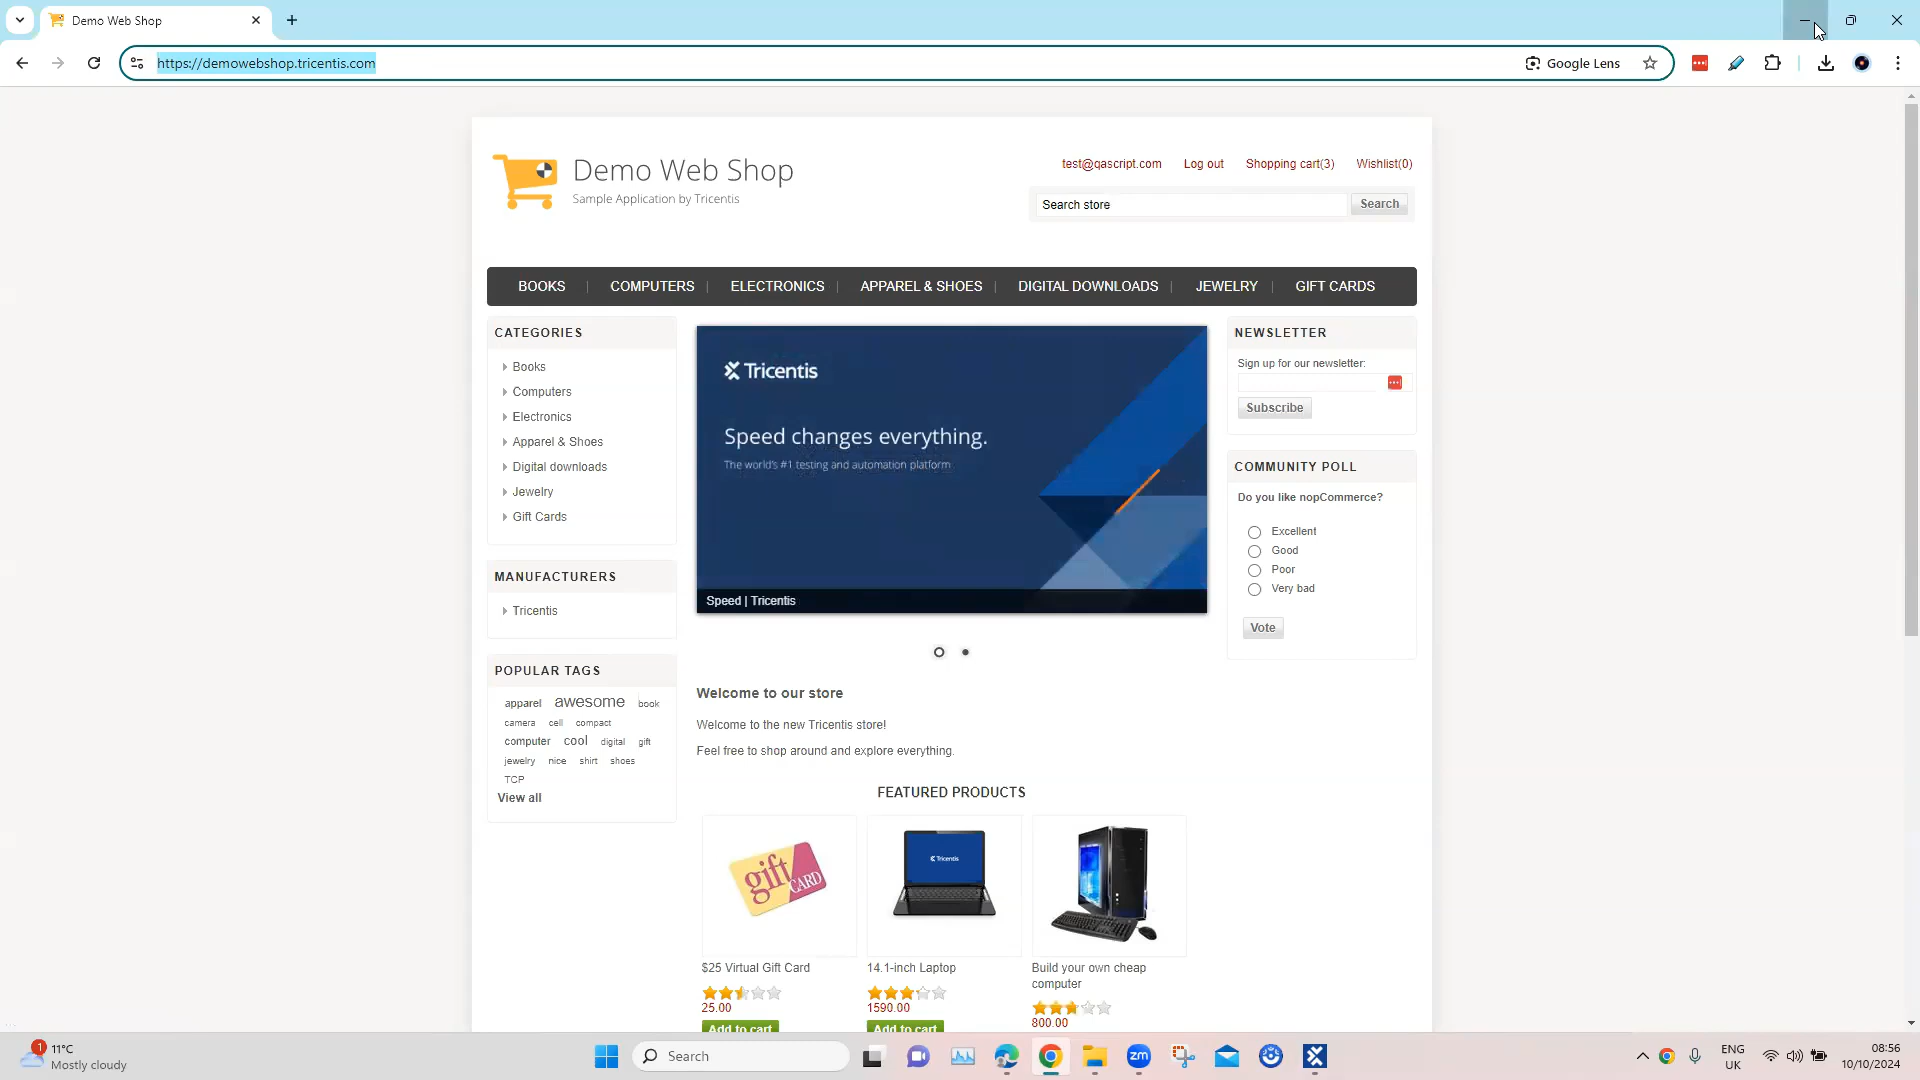 Demo Web Shop
https://demowebshop.tricentis.com
Google Lens
Demo Web Shop
Sample Application by Tricentis
test@qascript.com Log out Shopping cart(3) Wishlist(0)
Search store Search
BOOKS COMPUTERS ELECTRONICS APPAREL & SHOES DIGITAL DOWNLOADS JEWELRY GIFT CARDS
CATEGORIES
Books
Computers
Electronics
Apparel & Shoes
Digital downloads
Jewelry
Gift Cards
MANUFACTURERS
Tricentis
POPULAR TAGS
apparel awesome book
camera cell compact
computer cool digital gift
jewelry nice shirt shoes
TCP
View all
Tricentis
Speed changes everything.
The world's #1 testing and automation platform
Speed | Tricentis
Welcome to our store
Welcome to the new Tricentis store!
Feel free to shop around and explore everything.
FEATURED PRODUCTS
gift CARD
Tricentis
$25 Virtual Gift Card
25.00
Add to cart
14.1-inch Laptop
1590.00
Add to cart
Build your own cheap
computer
800.00
NEWSLETTER
Sign up for our newsletter:
Subscribe
COMMUNITY POLL
Do you like nopCommerce?
Excellent
Good
Poor
Very bad
Vote
1
11°C
Mostly cloudy
Search
zm
ENG
UK
08:56
10/10/2024